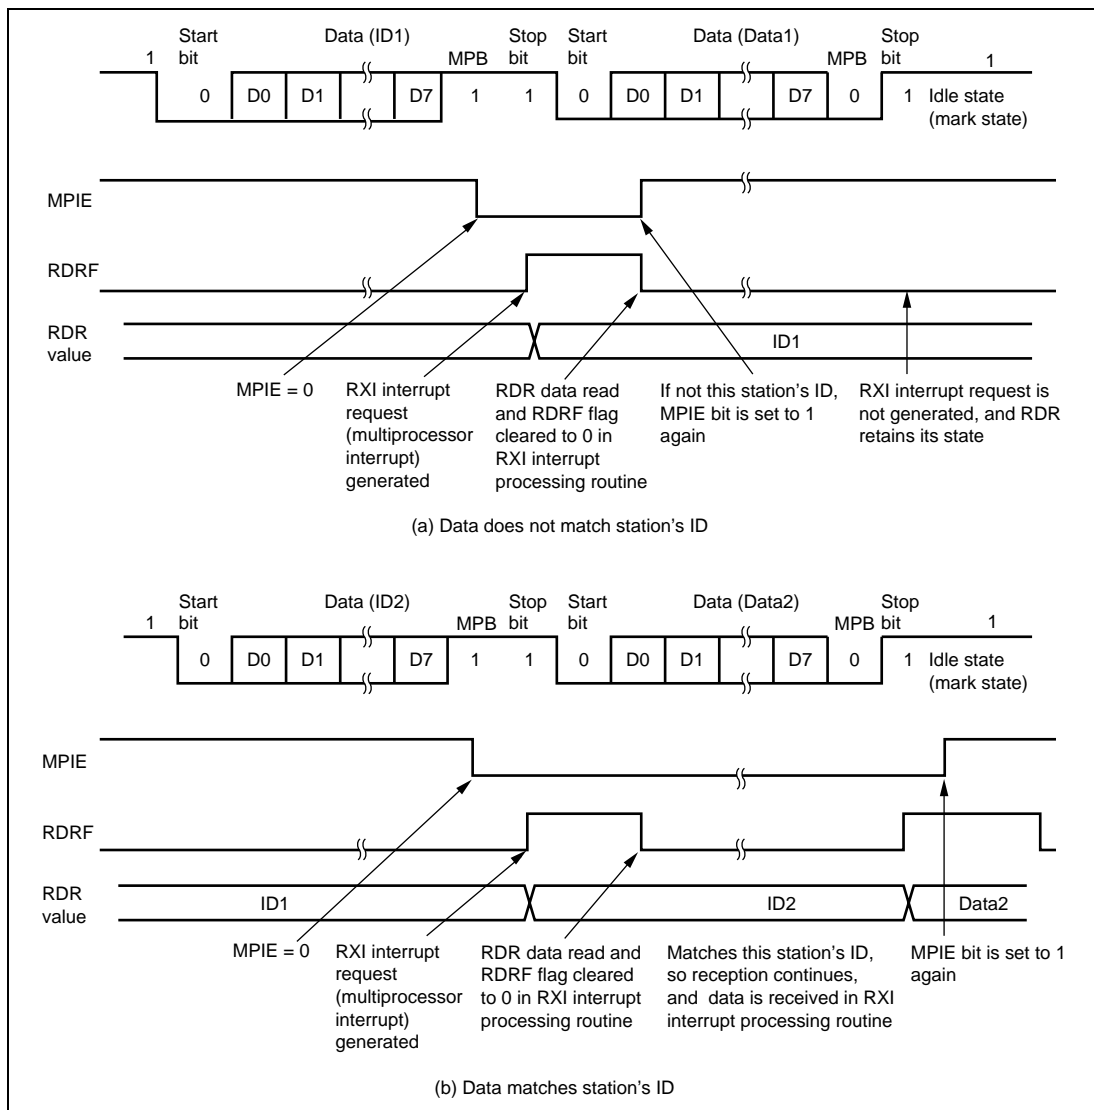 Start bit Data (ID1) MPB Stop bit Start bit Data (Data1) MPB Stop bit
1 0 D0 D1 D7 1 1 0 D0 D1 D7 0 1 1
Idle state
(mark state)
MPIE
RDRF
RDR
value
ID1
MPIE = 0
RXI interrupt
request
(multiprocessor
interrupt)
generated
RDR data read
and RDRF flag
cleared to 0 in
RXI interrupt
processing routine
If not this station's ID,
MPIE bit is set to 1
again
RXI interrupt request is
not generated, and RDR
retains its state
(a) Data does not match station's ID
Start bit Data (ID2) MPB Stop bit Start bit Data (Data2) MPB Stop bit
1 0 D0 D1 D7 1 1 0 D0 D1 D7 0 1 1
Idle state
(mark state)
MPIE
RDRF
RDR
value
ID1 ID2 Data2
MPIE = 0
RXI interrupt
request
(multiprocessor
interrupt)
generated
RDR data read and
RDRF flag cleared
to 0 in RXI interrupt
processing routine
Matches this station's ID,
so reception continues,
and data is received in RXI
interrupt processing routine
MPIE bit is set to 1
again
(b) Data matches station's ID